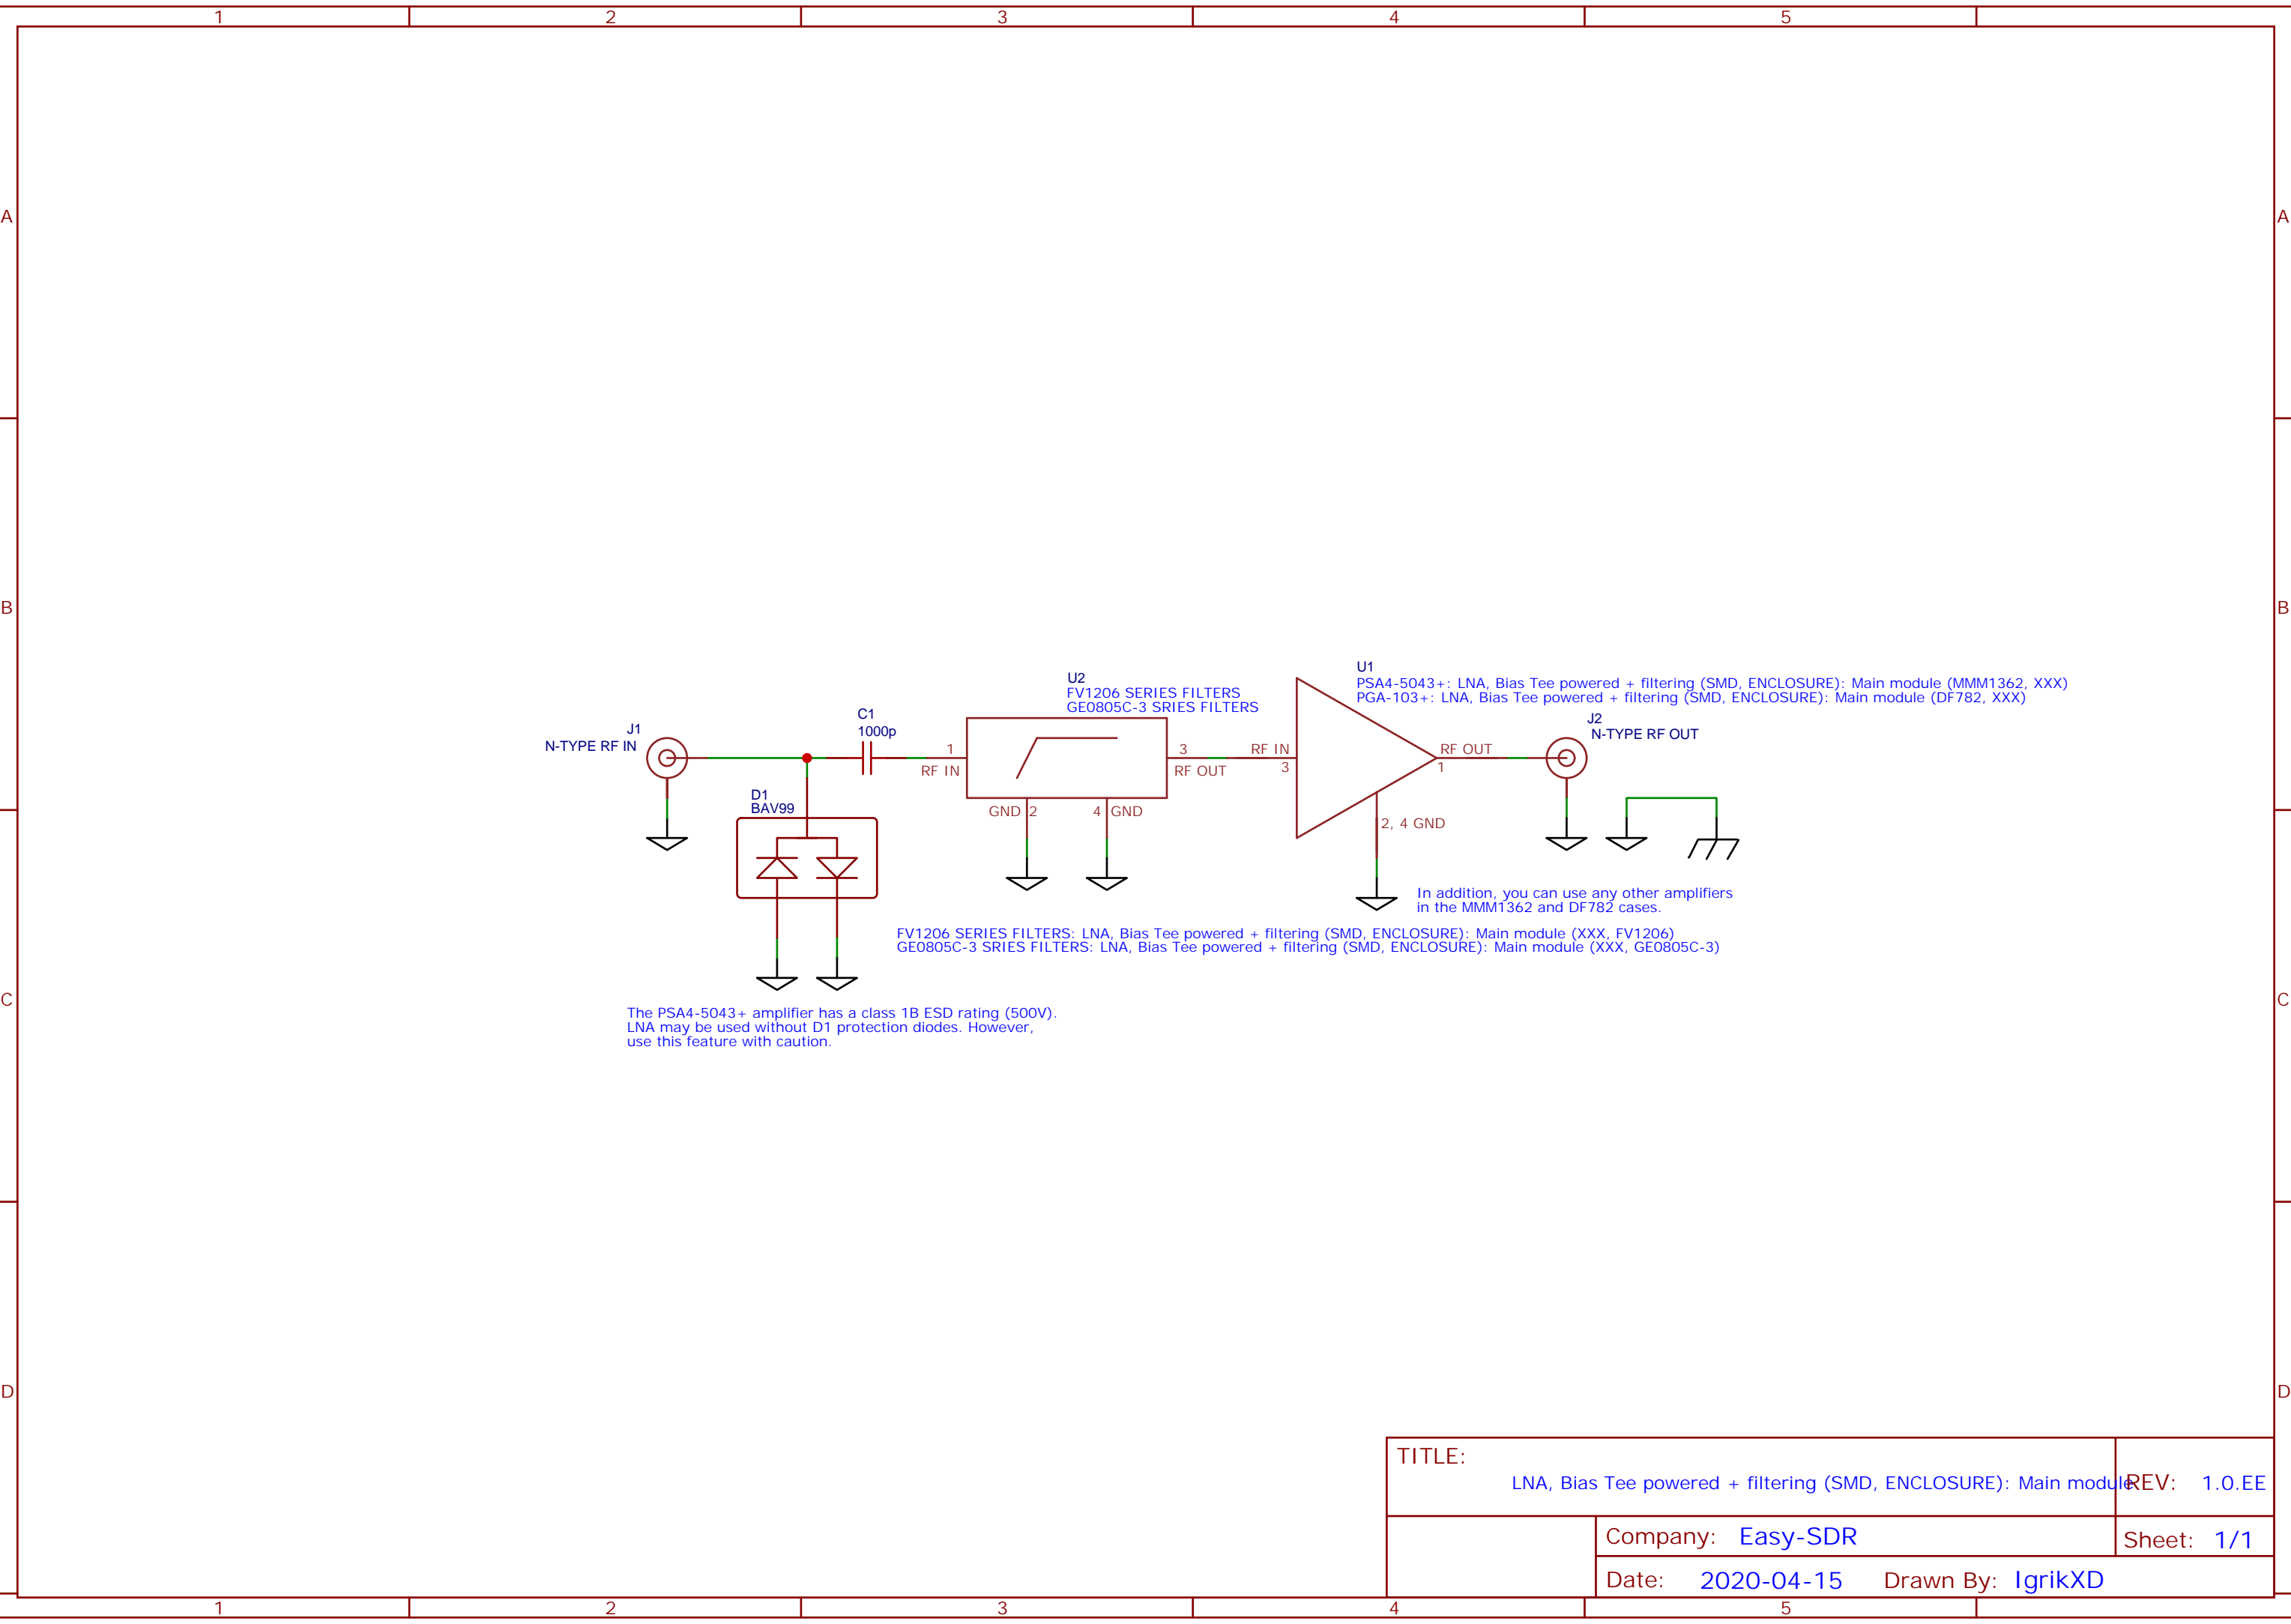 1 2 3 4 5
A A
B B
U1
PSA4-5043+: LNA, Bias Tee powered + filtering (SMD, ENCLOSURE): Main module (MMM1362, XXX)
PGA-103+: LNA, Bias Tee powered + filtering (SMD, ENCLOSURE): Main module (DF782, XXX)
U2
FV1206 SERIES FILTERS
GE0805C-3 SRIES FILTERS
J1
N-TYPE RF IN
C1
1000p
1
RF IN
3
RF OUT
RF IN
3
RF OUT
1
J2
N-TYPE RF OUT
D1
BAV99
GND 2
4 GND
2, 4 GND
In addition, you can use any other amplifiers
in the MMM1362 and DF782 cases.
FV1206 SERIES FILTERS: LNA, Bias Tee powered + filtering (SMD, ENCLOSURE): Main module (XXX, FV1206)
GE0805C-3 SRIES FILTERS: LNA, Bias Tee powered + filtering (SMD, ENCLOSURE): Main module (XXX, GE0805C-3)
C C
The PSA4-5043+ amplifier has a class 1B ESD rating (500V).
LNA may be used without D1 protection diodes. However,
use this feature with caution.
D D
TITLE:
LNA, Bias Tee powered + filtering (SMD, ENCLOSURE): Main module
REV: 1.0.EE
Company: Easy-SDR
Sheet: 1/1
Date: 2020-04-15 Drawn By: IgrikXD
1 2 3 4 5